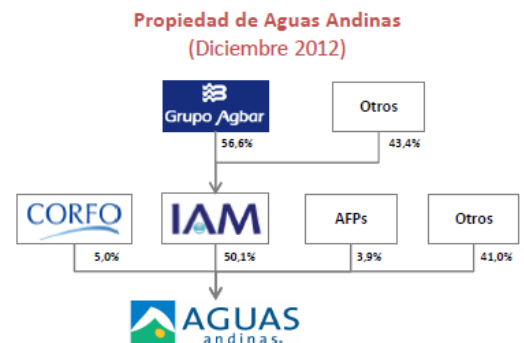 Propiedad de Aguas Andinas
(Diciembre 2012)
Grupo Agbar
Otros
56,6%
43,4%
CORFO
IAM
AFPs
Otros
5,0%
50,1%
3,9%
41,0%
AGUAS
andinas.